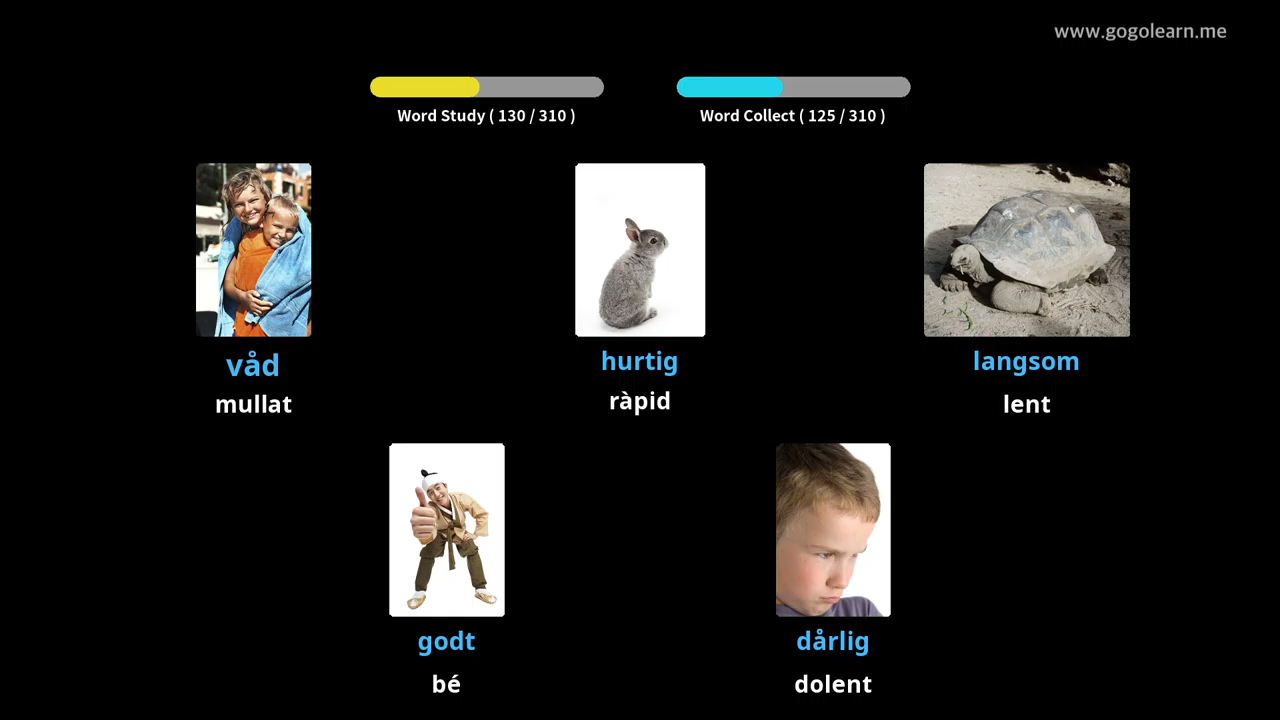 www.gogolearn.me
Word Study ( 130 / 310 )
Word Collect ( 125 / 310 )
våd
mullat
hurtig
ràpid
langsom
lent
godt
bé
dårlig
dolent